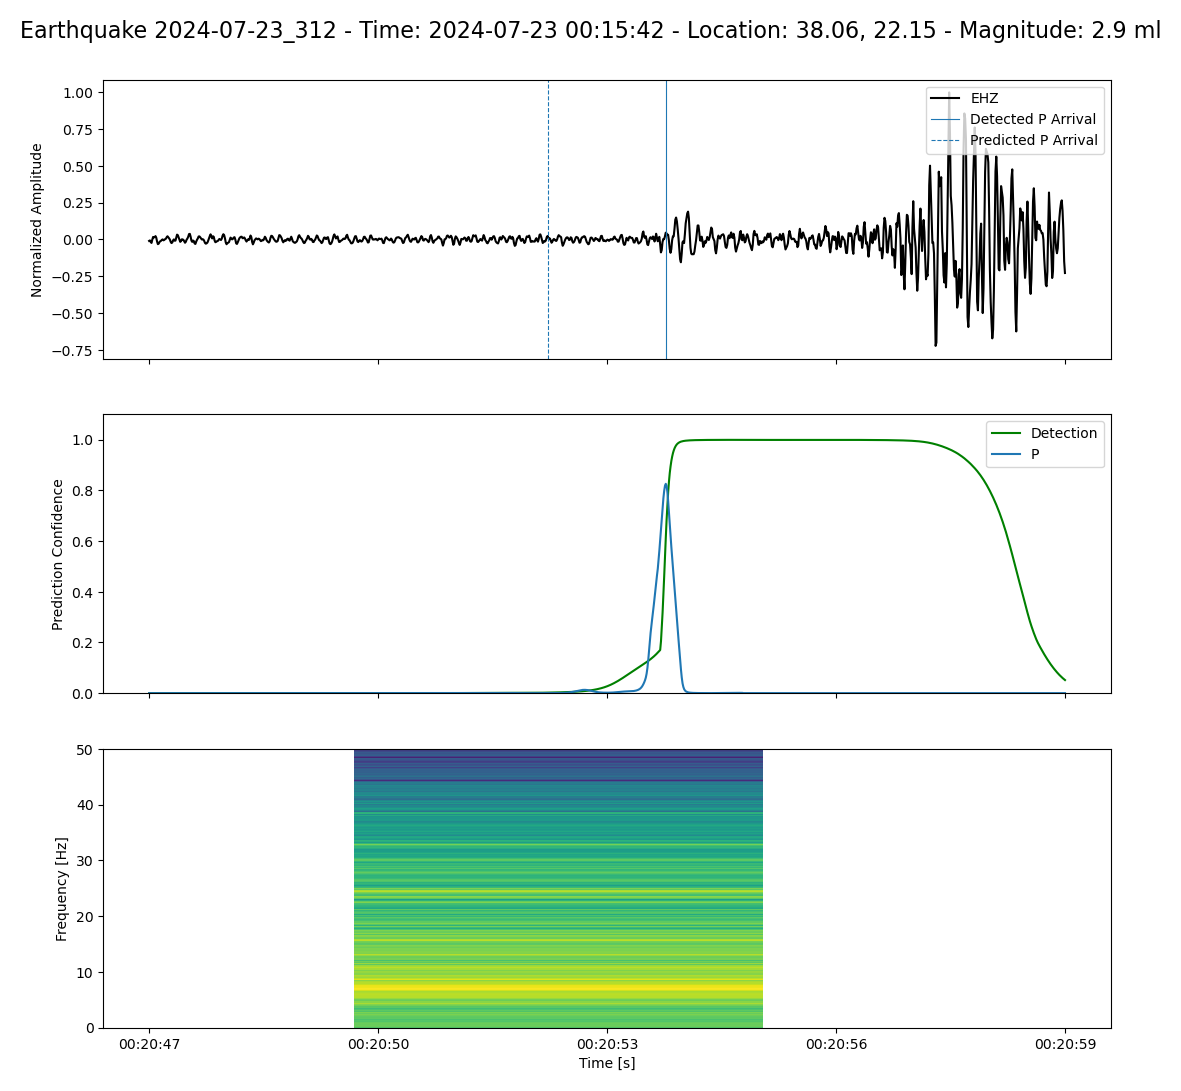 Earthquake 2024-07-23_312 - Time: 2024-07-23 00:15:42 - Location: 38.06, 22.15 - Magnitude: 2.9 ml
1.00
0.75
0.50
0.25
0.00
−0.25
−0.50
−0.75
Normalized Amplitude
EHZ
Detected P Arrival
Predicted P Arrival
1.0
0.8
0.6
0.4
0.2
0.0
Prediction Confidence
Detection
P
50
40
30
20
10
0
Frequency [Hz]
00:20:47 00:20:50 00:20:53 00:20:56 00:20:59
Time [s]